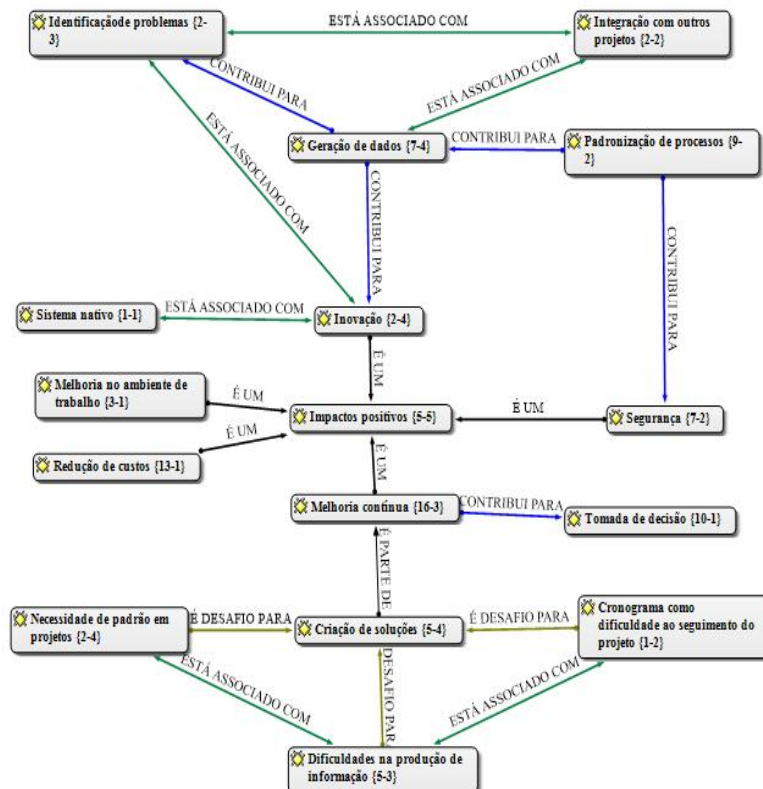 Identificaçãode problemas {2-
3}
ESTÁ ASSOCIADO COM
Integração com outros
projetos {2-2}
CONTRIBUI PARA
ESTÁ ASSOCIADO COM
ESTÁ ASSOCIADO COM
Geração de dados {7-4}
CONTRIBUI PARA
Padronização de processos {9-
2}
CONTRIBUI PARA
CONTRIBUI PARA
Sistema nativo {1-1}
ESTÁ ASSOCIADO COM
Inovação {2-4}
É UM
Melhoria no ambiente de
trabalho {3-1}
É UM
Impactos positivos {5-5}
É UM
Segurança {7-2}
É UM
Redução de custos {13-1}
É UM
Melhoria contínua {16-3}
CONTRIBUI PARA
Tomada de decisão {10-1}
É PARTE DE
Necessidade de padrão em
projetos {2-4}
É DESAFIO PARA
Criação de soluções {5-4}
É DESAFIO PARA
Cronograma como
dificuldade ao seguimento do
projeto {1-2}
ESTÁ ASSOCIADO COM
DESAFIO PAR
ESTÁ ASSOCIADO COM
Dificuldades na produção de
informação {5-3}